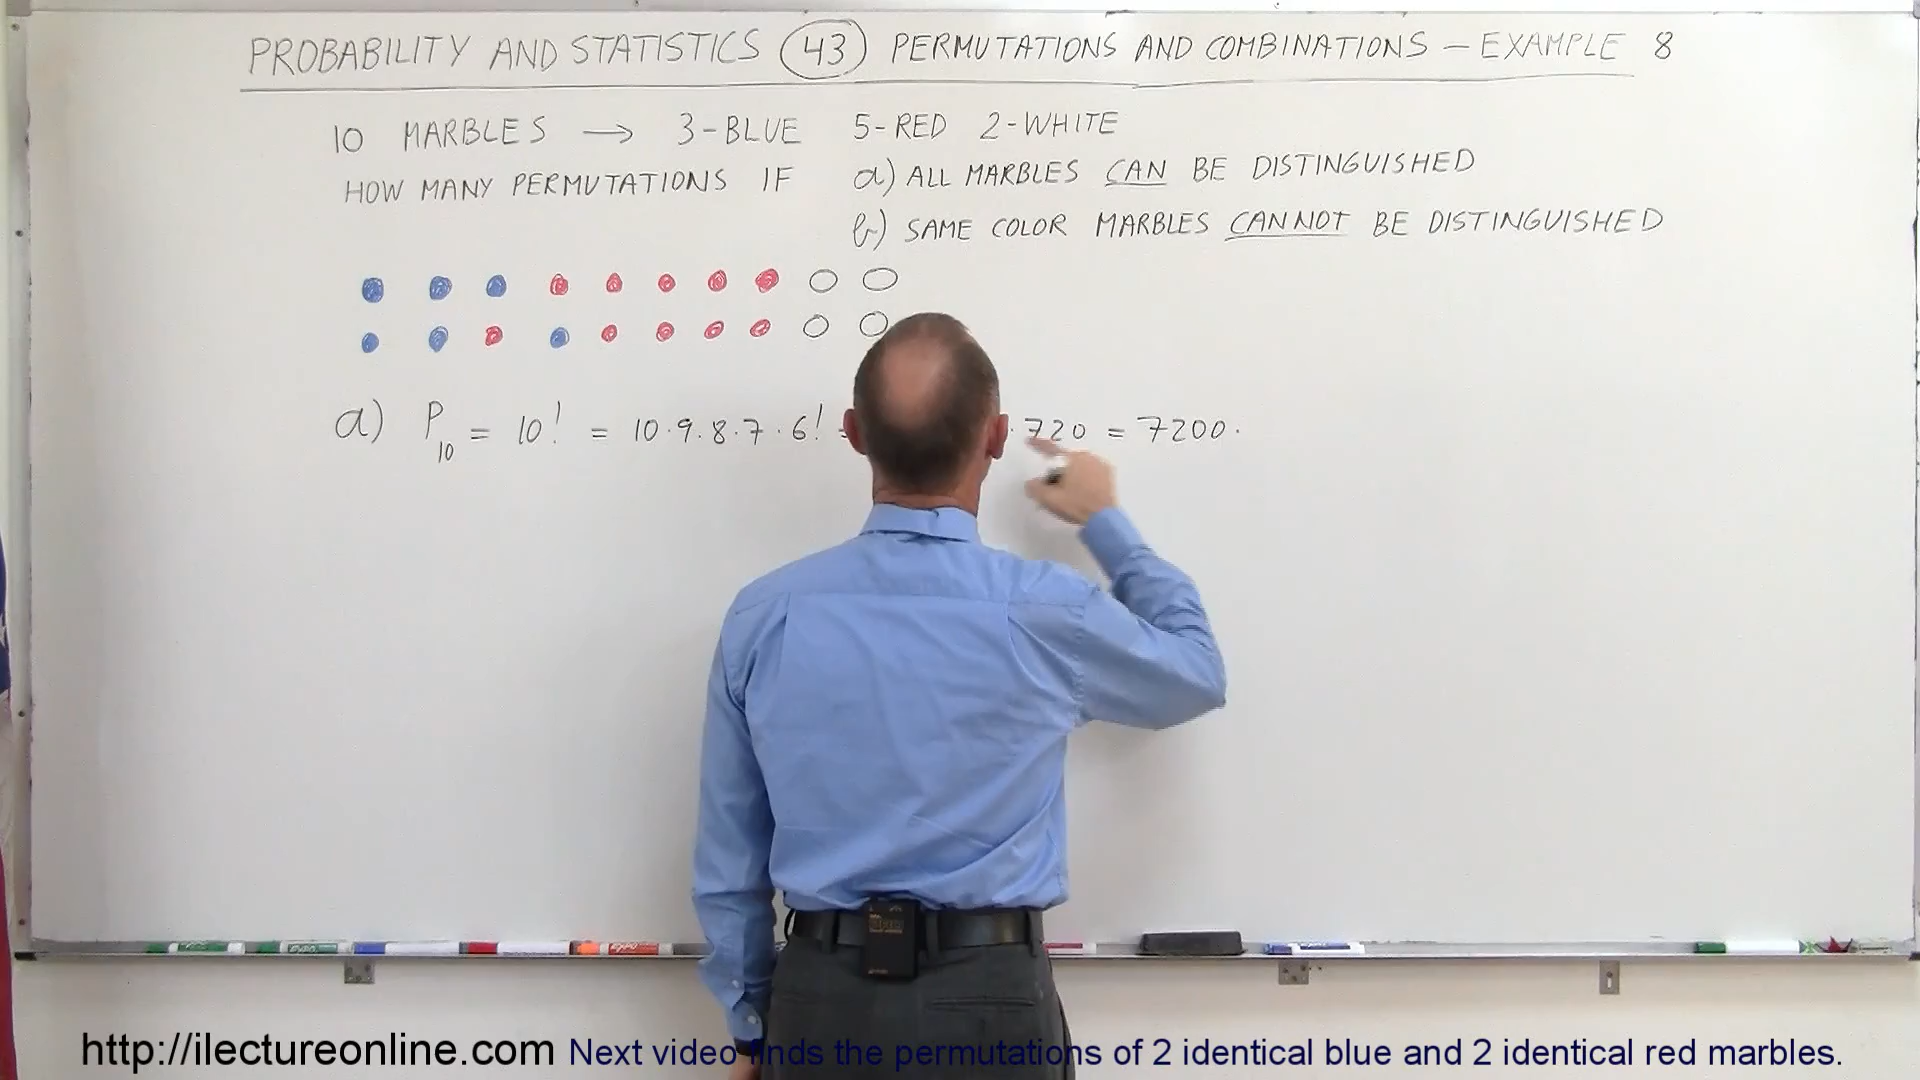 PROBABILITY AND STATISTICS 43 PERMUTATIONS AND COMBINATIONS – EXAMPLE 8
10 MARBLES → 3-BLUE 5-RED 2-WHITE
HOW MANY PERMUTATIONS IF a) ALL MARBLES CAN BE DISTINGUISHED
b) SAME COLOR MARBLES CANNOT BE DISTINGUISHED
a) P₁₀ = 10! = 10·9·8·7·6! = ·720 = 7200·
http://ilectureonline.com Next video finds the permutations of 2 identical blue and 2 identical red marbles.